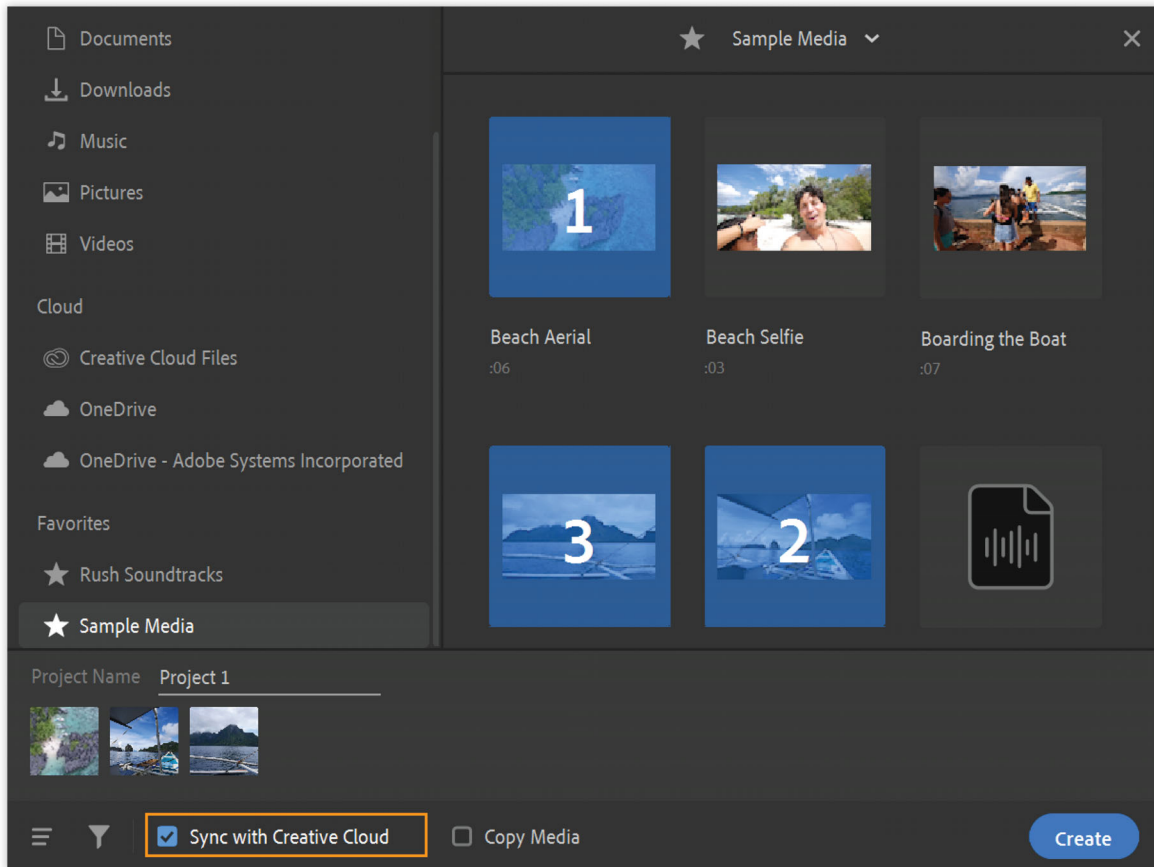 Documents
Downloads
Music
Pictures
Videos
Cloud
Creative Cloud Files
OneDrive
OneDrive - Adobe Systems Incorporated
Favorites
Rush Soundtracks
Sample Media
Sample Media
1
Beach Aerial
:06
Beach Selfie
:03
Boarding the Boat
:07
3
2
Project Name Project 1
Sync with Creative Cloud
Copy Media
Create